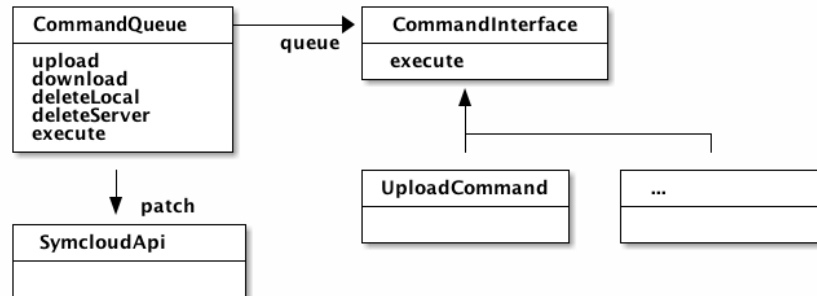 CommandQueue
upload
download
deleteLocal
deleteServer
execute
queue
CommandInterface
execute
patch
SymcloudApi
UploadCommand
...